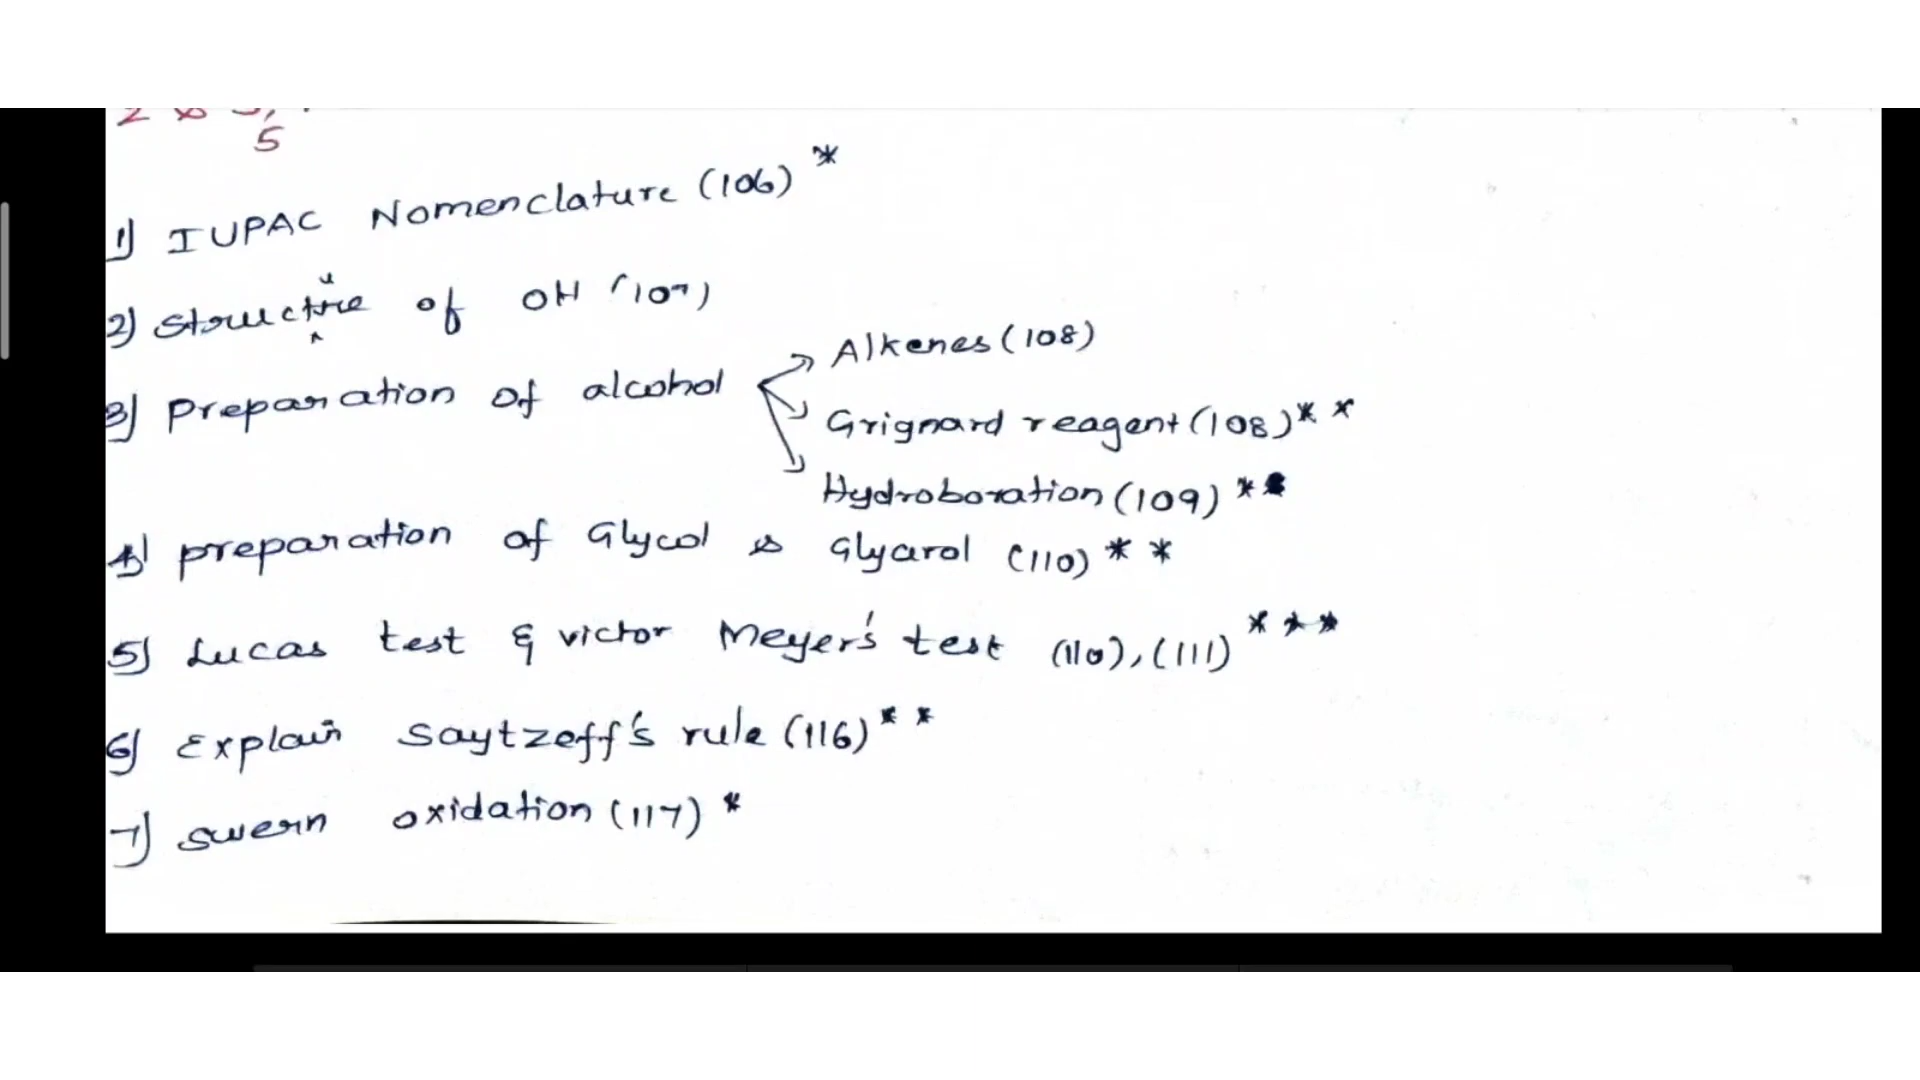 5
1) IUPAC Nomenclature (106) *
2) Structure of OH (107)
3) Preparation of alcohol
Alkenes (108)
Grignard reagent (108) * *
Hydroboration (109) *
4) preparation of Glycol & Glyarol (110) * *
5) Lucas test & victor Meyer's test (110), (111) * * *
6) Explain Saytzeff's rule (116) * *
7) swern oxidation (117) *